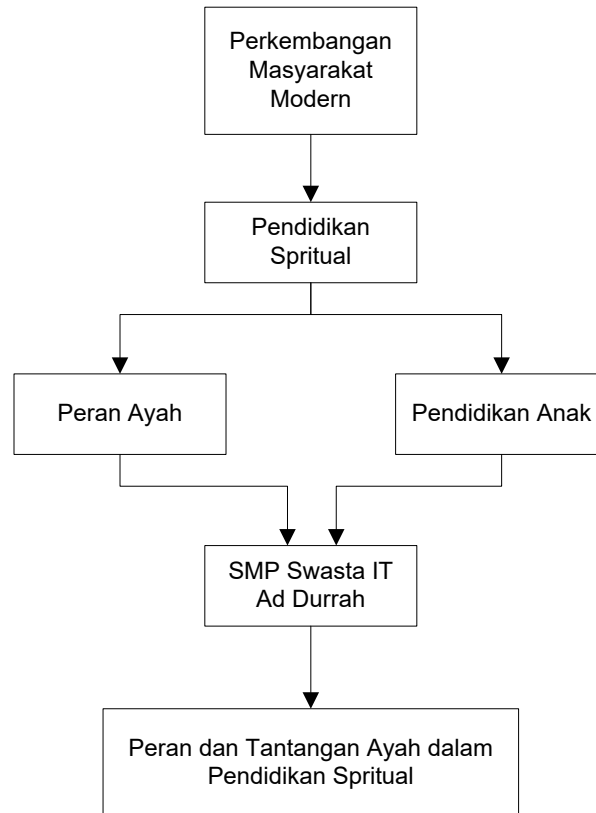 Perkembangan
Masyarakat
Modern
Pendidikan
Spritual
Peran Ayah
Pendidikan Anak
SMP Swasta IT
Ad Durrah
Peran dan Tantangan Ayah dalam
Pendidikan Spritual